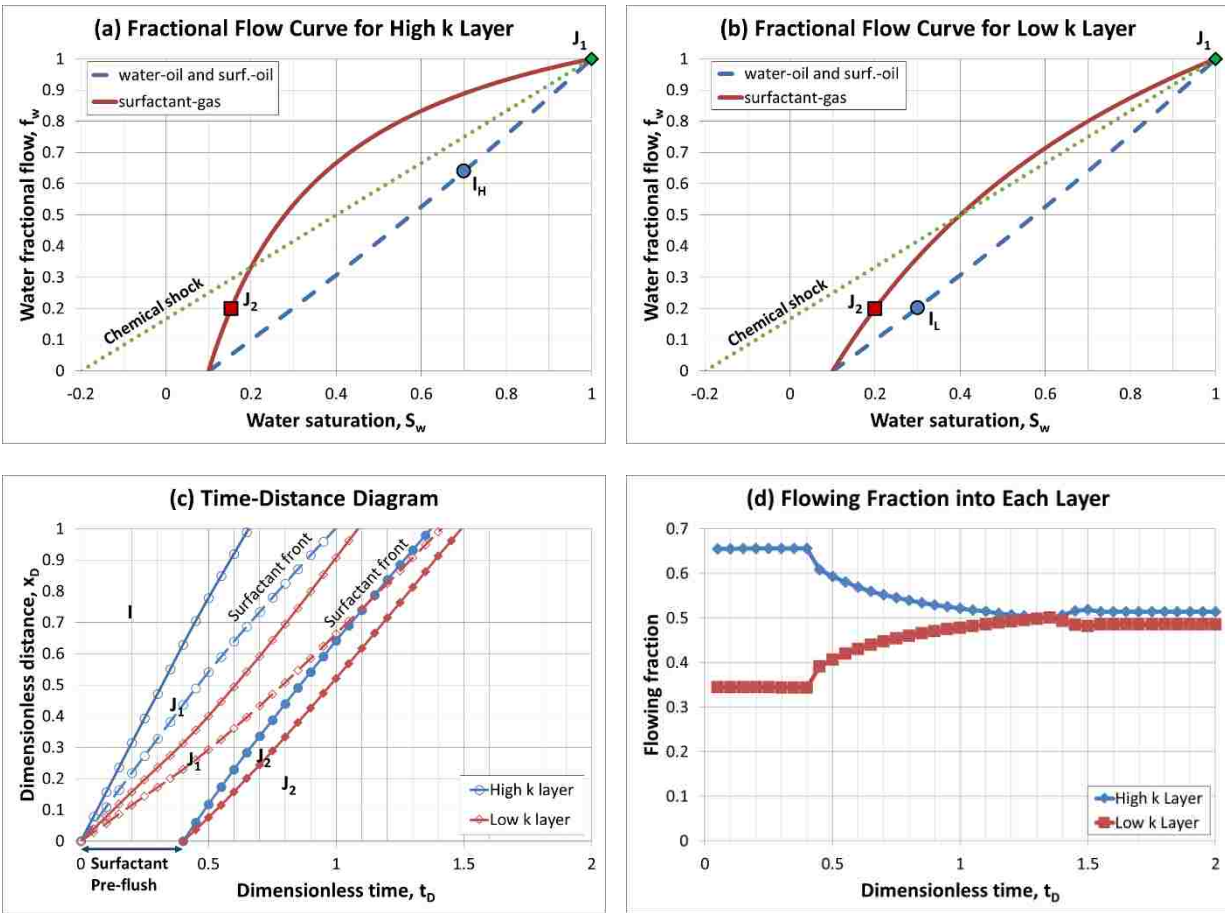 (a) Fractional Flow Curve for High k Layer
J1
water-oil and surf.-oil
surfactant-gas
IH
J2
Chemical shock
Water fractional flow, fw
1
0.9
0.8
0.7
0.6
0.5
0.4
0.3
0.2
0.1
0
-0.2 0 0.2 0.4 0.6 0.8 1
Water saturation, Sw
(b) Fractional Flow Curve for Low k Layer
J1
water-oil and surf.-oil
surfactant-gas
J2
IL
Chemical shock
Water fractional flow, fw
1
0.9
0.8
0.7
0.6
0.5
0.4
0.3
0.2
0.1
0
-0.2 0 0.2 0.4 0.6 0.8 1
Water saturation, Sw
(c) Time-Distance Diagram
Dimensionless distance, xD
1
0.9
0.8
0.7
0.6
0.5
0.4
0.3
0.2
0.1
0
I
Surfactant front
Surfactant front
J1
J1
J2
J2
High k layer
Low k layer
0 0.5 1 1.5 2
Surfactant
Pre-flush
Dimensionless time, tD
(d) Flowing Fraction into Each Layer
Flowing fraction
0.7
0.6
0.5
0.4
0.3
0.2
0.1
0
High k Layer
Low k Layer
0 0.5 1 1.5 2
Dimensionless time, tD